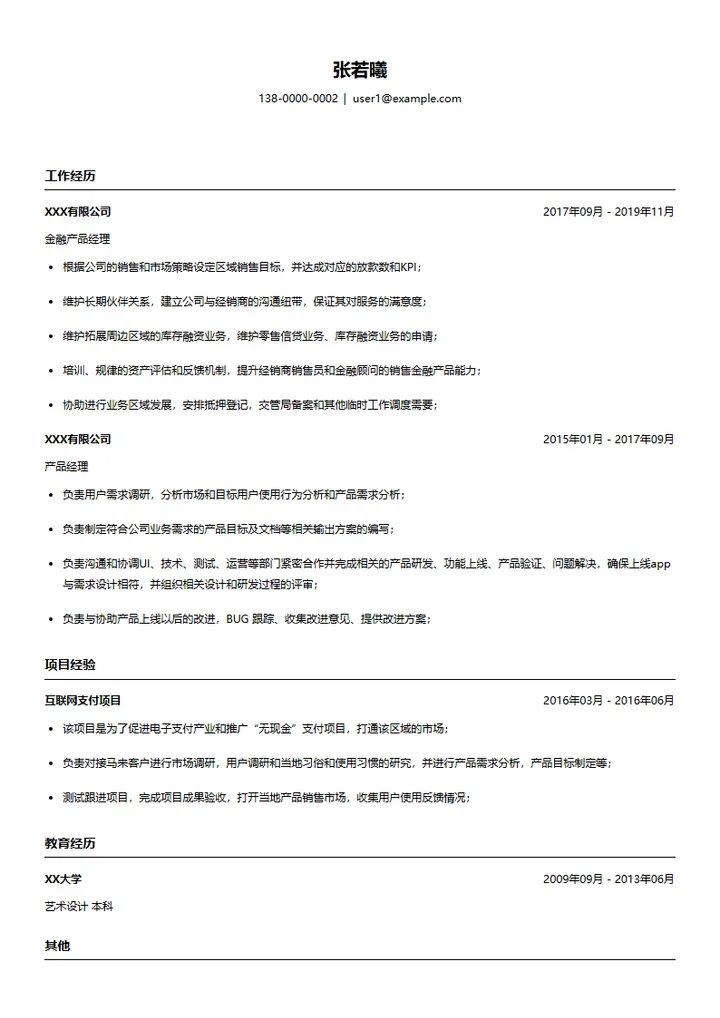 张若曦
138-0000-0002 | user1@example.com
工作经历
XXX有限公司 2017年09月 - 2019年11月
金融产品经理
• 根据公司的销售和市场策略设定区域销售目标，并达成对应的放款数和KPI；
• 维护长期伙伴关系，建立公司与经销商的沟通纽带，保证其对服务的满意度；
• 维护拓展周边区域的库存融资业务，维护零售信贷业务、库存融资业务的申请；
• 培训、规律的资产评估和反馈机制，提升经销商销售员和金融顾问的销售金融产品能力；
• 协助进行业务区域发展，安排抵押登记，交管局备案和其他临时工作调度需要；
XXX有限公司 2015年01月 - 2017年09月
产品经理
• 负责用户需求调研，分析市场和目标用户使用行为分析和产品需求分析；
• 负责制定符合公司业务需求的产品目标及文档等相关输出方案的编写；
• 负责沟通和协调UI、技术、测试、运营等部门紧密合作并完成相关的产品研发、功能上线、产品验证、问题解决，确保上线app
与需求设计相符，并组织相关设计和研发过程的评审；
• 负责与协助产品上线以后的改进，BUG 跟踪、收集改进意见、提供改进方案；
项目经验
互联网支付项目 2016年03月 - 2016年06月
• 该项目是为了促进电子支付产业和推广“无现金”支付项目，打通该区域的市场；
• 负责对接马来客户进行市场调研，用户调研和当地习俗和使用习惯的研究，并进行产品需求分析，产品目标制定等；
• 测试跟进项目，完成项目成果验收，打开当地产品销售市场，收集用户使用反馈情况；
教育经历
XX大学 2009年09月 - 2013年06月
艺术设计 本科
其他